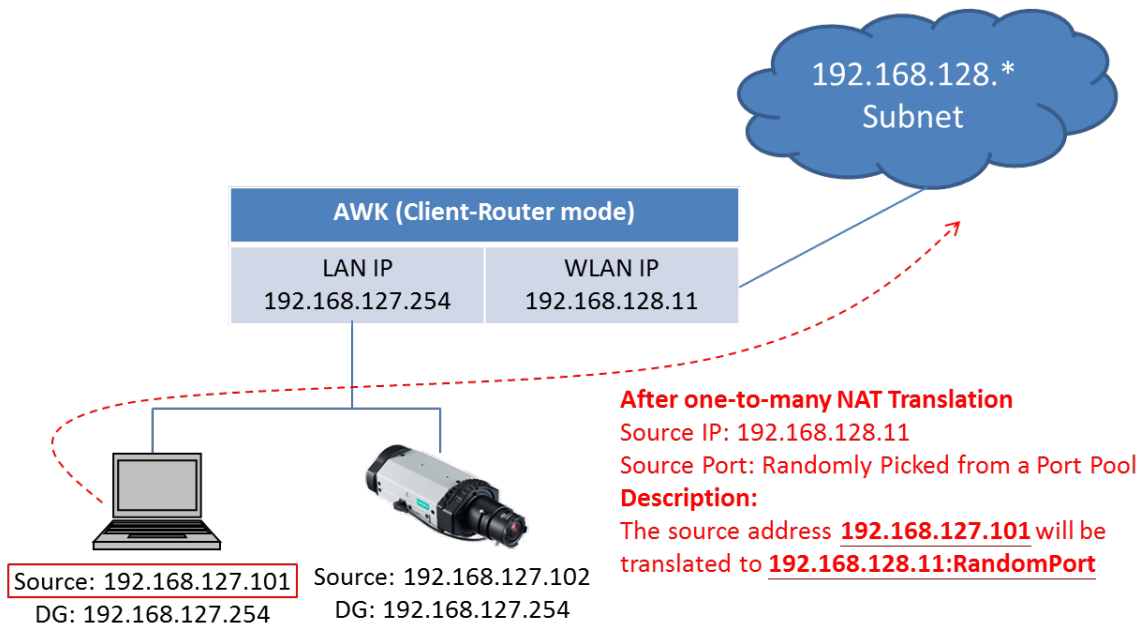 192.168.128.*
Subnet
AWK (Client-Router mode)
LAN IP
192.168.127.254
WLAN IP
192.168.128.11
After one-to-many NAT Translation
Source IP: 192.168.128.11
Source Port: Randomly Picked from a Port Pool
Description:
The source address 192.168.127.101 will be
translated to 192.168.128.11:RandomPort
Source: 192.168.127.101
DG: 192.168.127.254
Source: 192.168.127.102
DG: 192.168.127.254